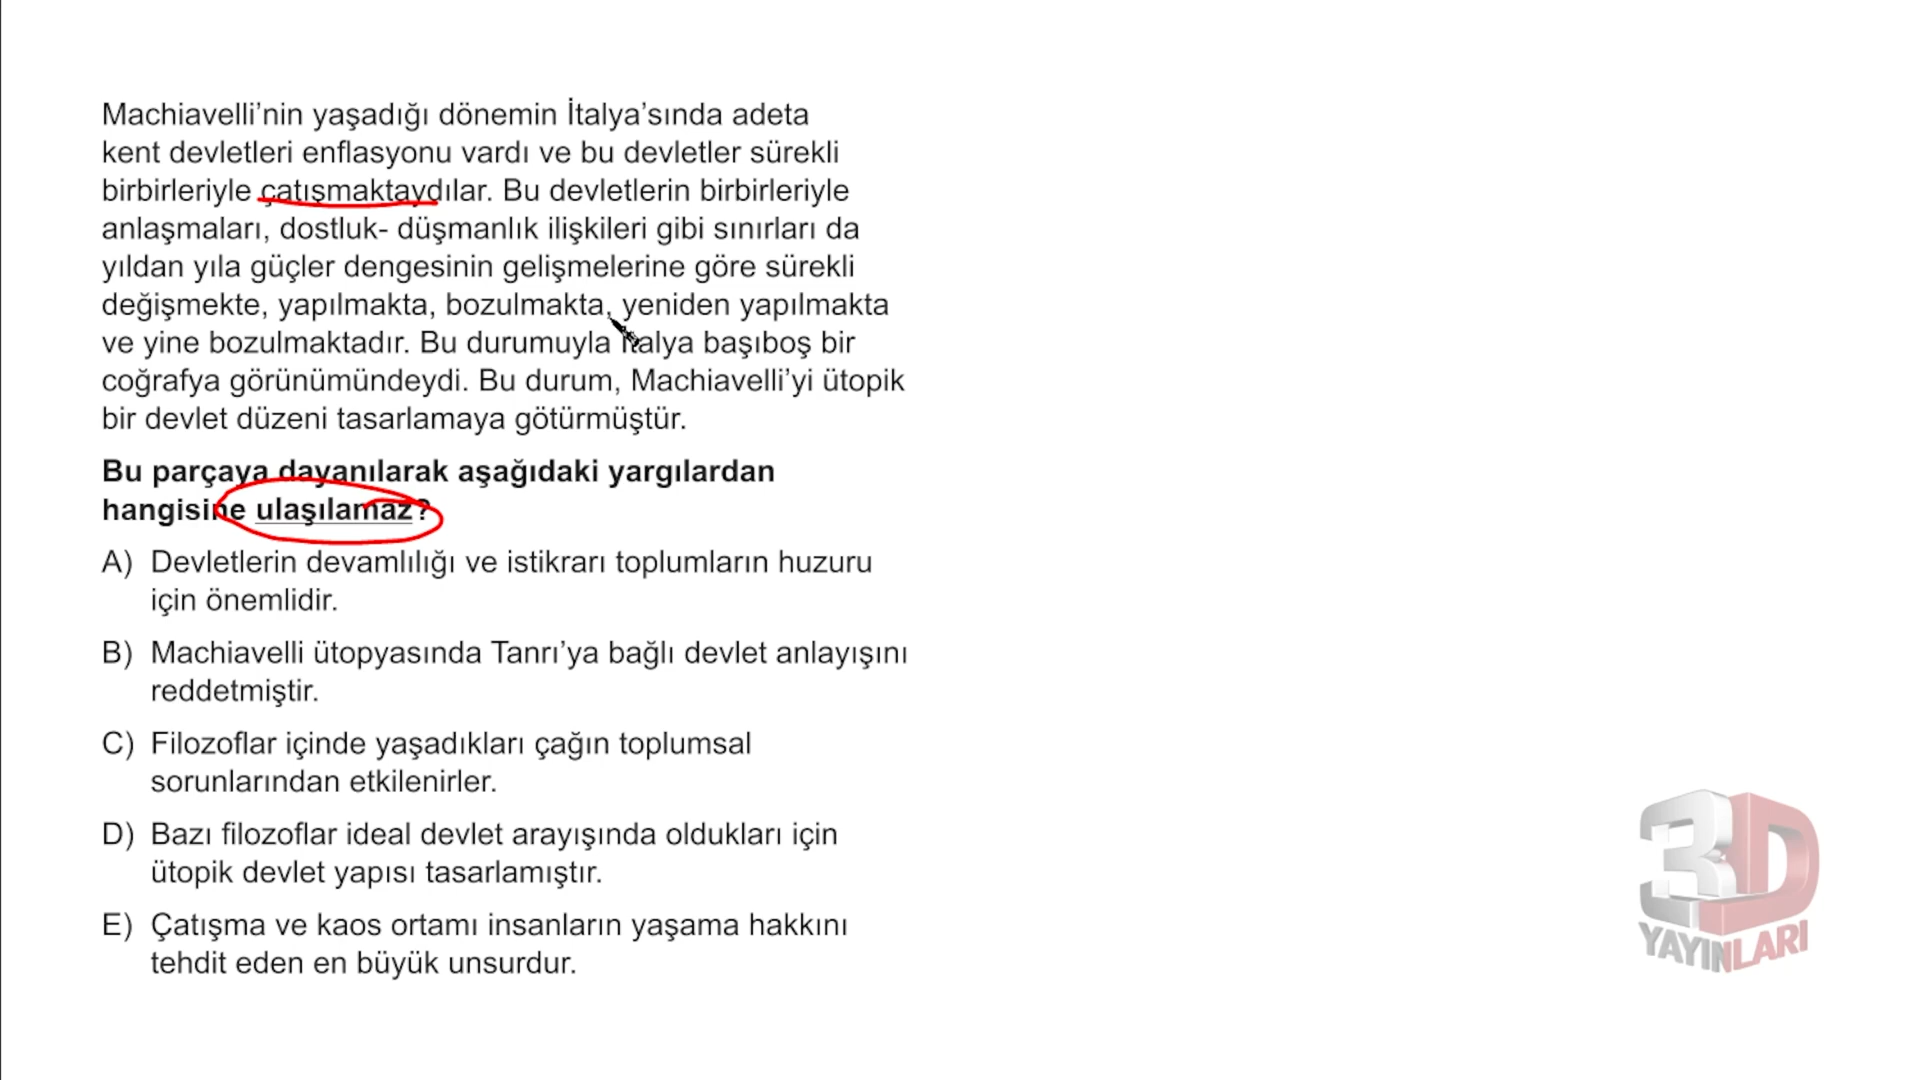 Machiavelli’nin yaşadığı dönemin İtalya’sında adeta
kent devletleri enflasyonu vardı ve bu devletler sürekli
birbirleriyle çatışmaktaydılar. Bu devletlerin birbirleriyle
anlaşmaları, dostluk- düşmanlık ilişkileri gibi sınırları da
yıldan yıla güçler dengesinin gelişmelerine göre sürekli
değişmekte, yapılmakta, bozulmakta, yeniden yapılmakta
ve yine bozulmaktadır. Bu durumuyla İtalya başıboş bir
coğrafya görünümündeydi. Bu durum, Machiavelli’yi ütopik
bir devlet düzeni tasarlamaya götürmüştür.
Bu parçaya dayanılarak aşağıdaki yargılardan
hangisine ulaşılamaz?
A) Devletlerin devamlılığı ve istikrarı toplumların huzuru
için önemlidir.
B) Machiavelli ütopyasında Tanrı’ya bağlı devlet anlayışını
reddetmiştir.
C) Filozoflar içinde yaşadıkları çağın toplumsal
sorunlarından etkilenirler.
D) Bazı filozoflar ideal devlet arayışında oldukları için
ütopik devlet yapısı tasarlamıştır.
E) Çatışma ve kaos ortamı insanların yaşama hakkını
tehdit eden en büyük unsurdur.
3D
YAYINLARI